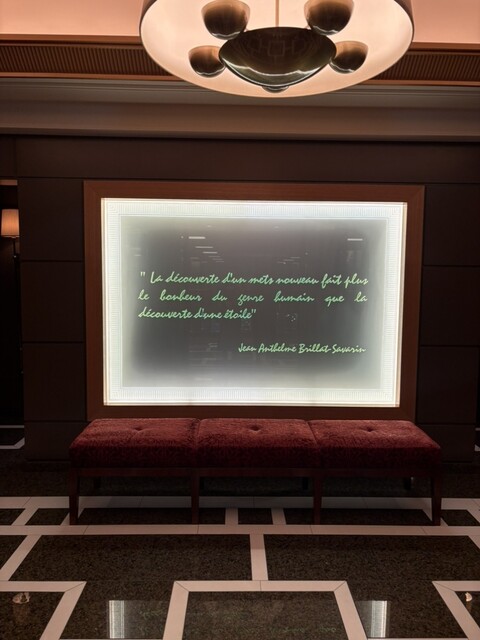 " La découverte d'un mets nouveau fait plus
le bonheur du genre humain que la
découverte d'une étoile"
Jean Anthelme Brillat-Savarin